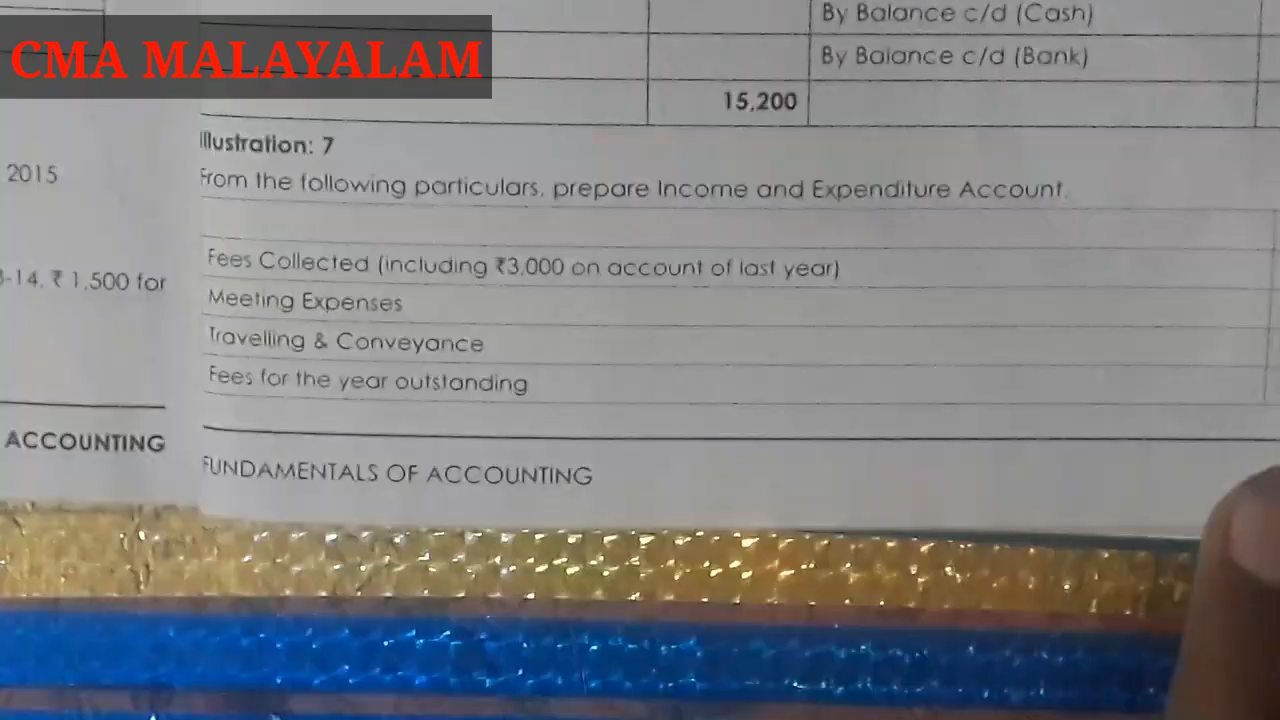 CMA MALAYALAM
By Balance c/d (Cash)
By Balance c/d (Bank)
15,200
Illustration: 7
2015
From the following particulars, prepare Income and Expenditure Account.
Fees Collected (including ₹3,000 on account of last year)
-14, ₹ 1,500 for
Meeting Expenses
Travelling & Conveyance
Fees for the year outstanding
ACCOUNTING
FUNDAMENTALS OF ACCOUNTING